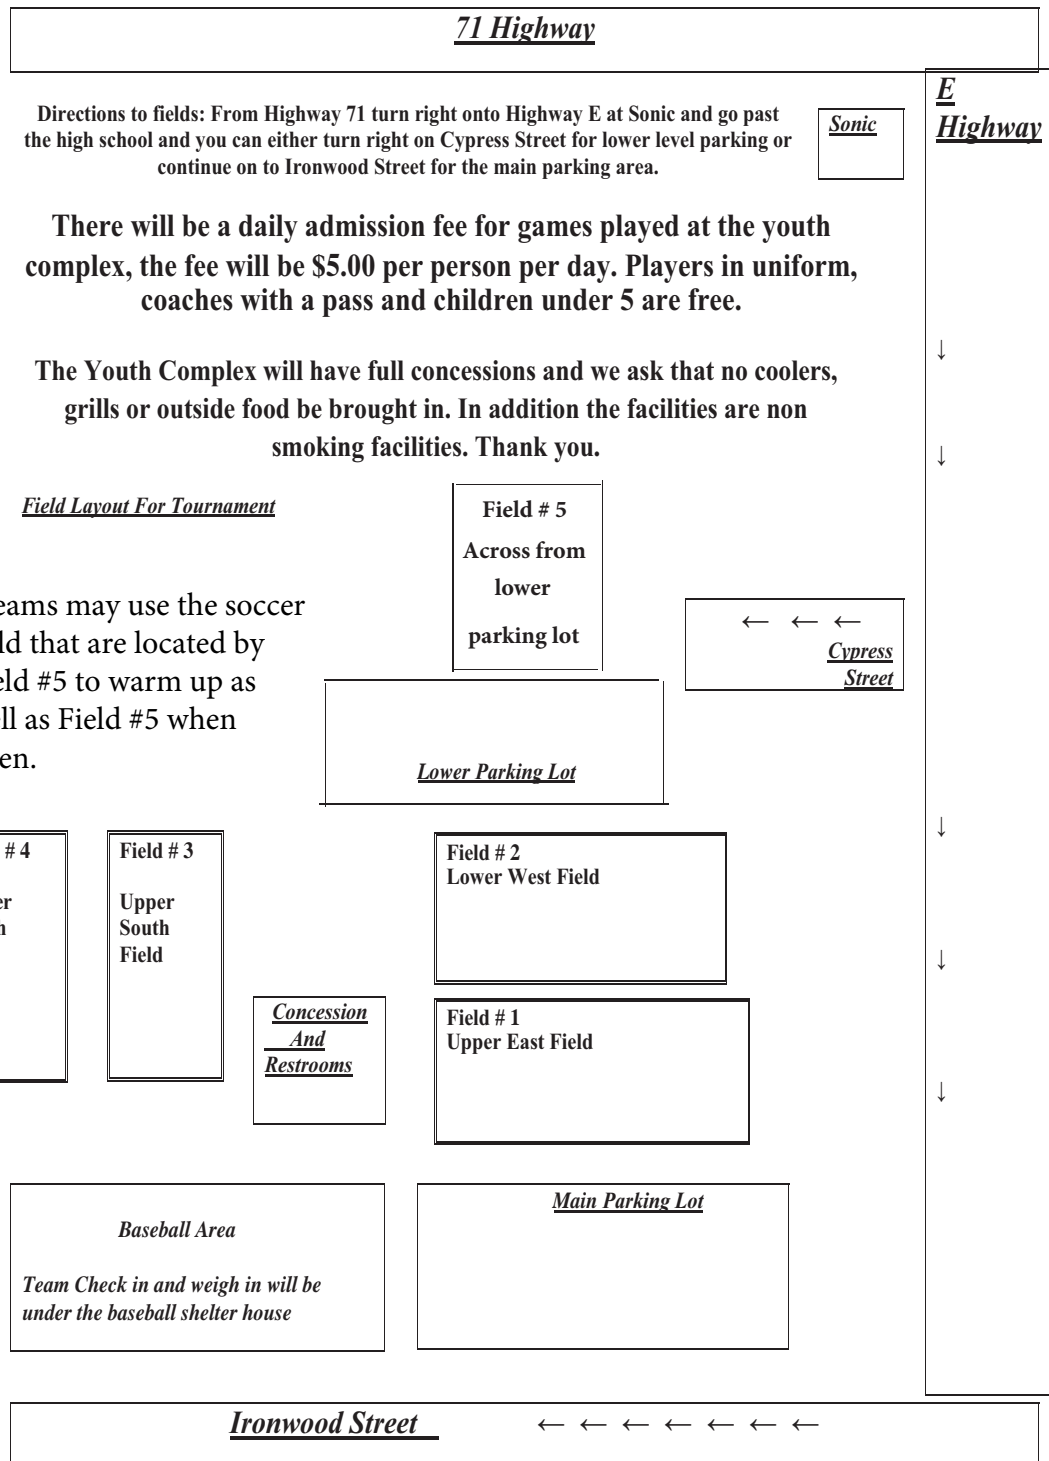 71 Highway
E
Highway
Directions to fields: From Highway 71 turn right onto Highway E at Sonic and go past
the high school and you can either turn right on Cypress Street for lower level parking or
continue on to Ironwood Street for the main parking area.
Sonic
There will be a daily admission fee for games played at the youth
complex, the fee will be $5.00 per person per day. Players in uniform,
coaches with a pass and children under 5 are free.
↓
The Youth Complex will have full concessions and we ask that no coolers,
grills or outside food be brought in. In addition the facilities are non
smoking facilities. Thank you.
↓
Field Layout For Tournament
Field # 5
Across from
lower
parking lot
eams may use the soccer
ld that are located by
eld #5 to warm up as
ll as Field #5 when
en.
← ← ←
Cypress
Street
Lower Parking Lot
↓
# 4
er
h
Field # 3
Upper
South
Field
Field # 2
Lower West Field
↓
Concession
And
Restrooms
Field # 1
Upper East Field
↓
Baseball Area
Team Check in and weigh in will be
under the baseball shelter house
Main Parking Lot
Ironwood Street ← ← ← ← ← ← ←